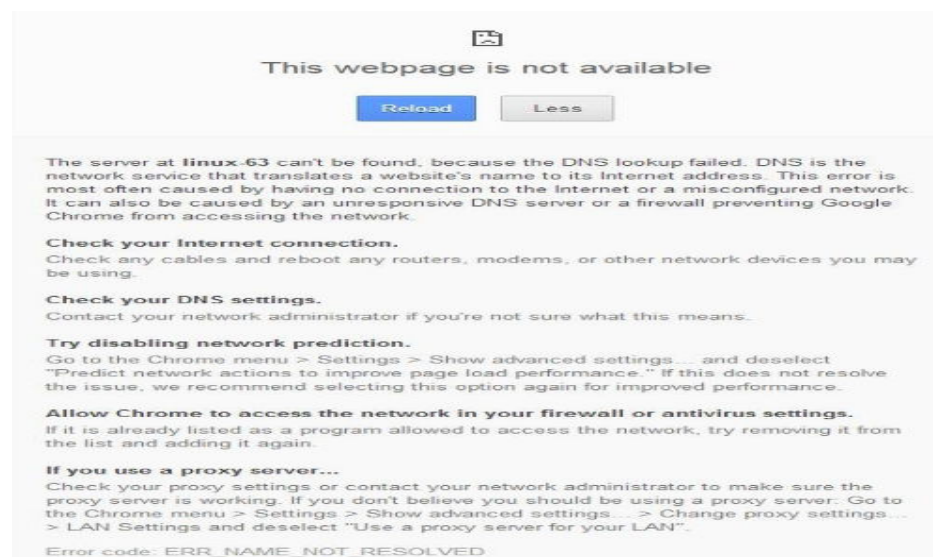 This webpage is not available
Reload Less
The server at linux-63 can't be found, because the DNS lookup failed. DNS is the
network service that translates a website's name to its Internet address. This error is
most often caused by having no connection to the Internet or a misconfigured network.
It can also be caused by an unresponsive DNS server or a firewall preventing Google
Chrome from accessing the network.
Check your Internet connection.
Check any cables and reboot any routers, modems, or other network devices you may
be using.
Check your DNS settings.
Contact your network administrator if you're not sure what this means.
Try disabling network prediction.
Go to the Chrome menu > Settings > Show advanced settings... and deselect
"Predict network actions to improve page load performance." If this does not resolve
the issue, we recommend selecting this option again for improved performance.
Allow Chrome to access the network in your firewall or antivirus settings.
If it is already listed as a program allowed to access the network, try removing it from
the list and adding it again.
If you use a proxy server...
Check your proxy settings or contact your network administrator to make sure the
proxy server is working. If you don't believe you should be using a proxy server: Go to
the Chrome menu > Settings > Show advanced settings... > Change proxy settings...
> LAN Settings and deselect "Use a proxy server for your LAN".
Error code: ERR_NAME_NOT_RESOLVED